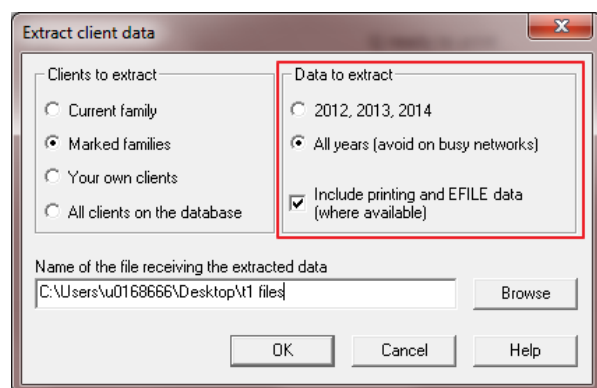 Extract client data
Clients to extract
Current family
Marked families
Your own clients
All clients on the database
Data to extract
2012, 2013, 2014
All years (avoid on busy networks)
Include printing and EFILE data
(where available)
Name of the file receiving the extracted data
C:\Users\u0168666\Desktop\t1 files
Browse
OK
Cancel
Help